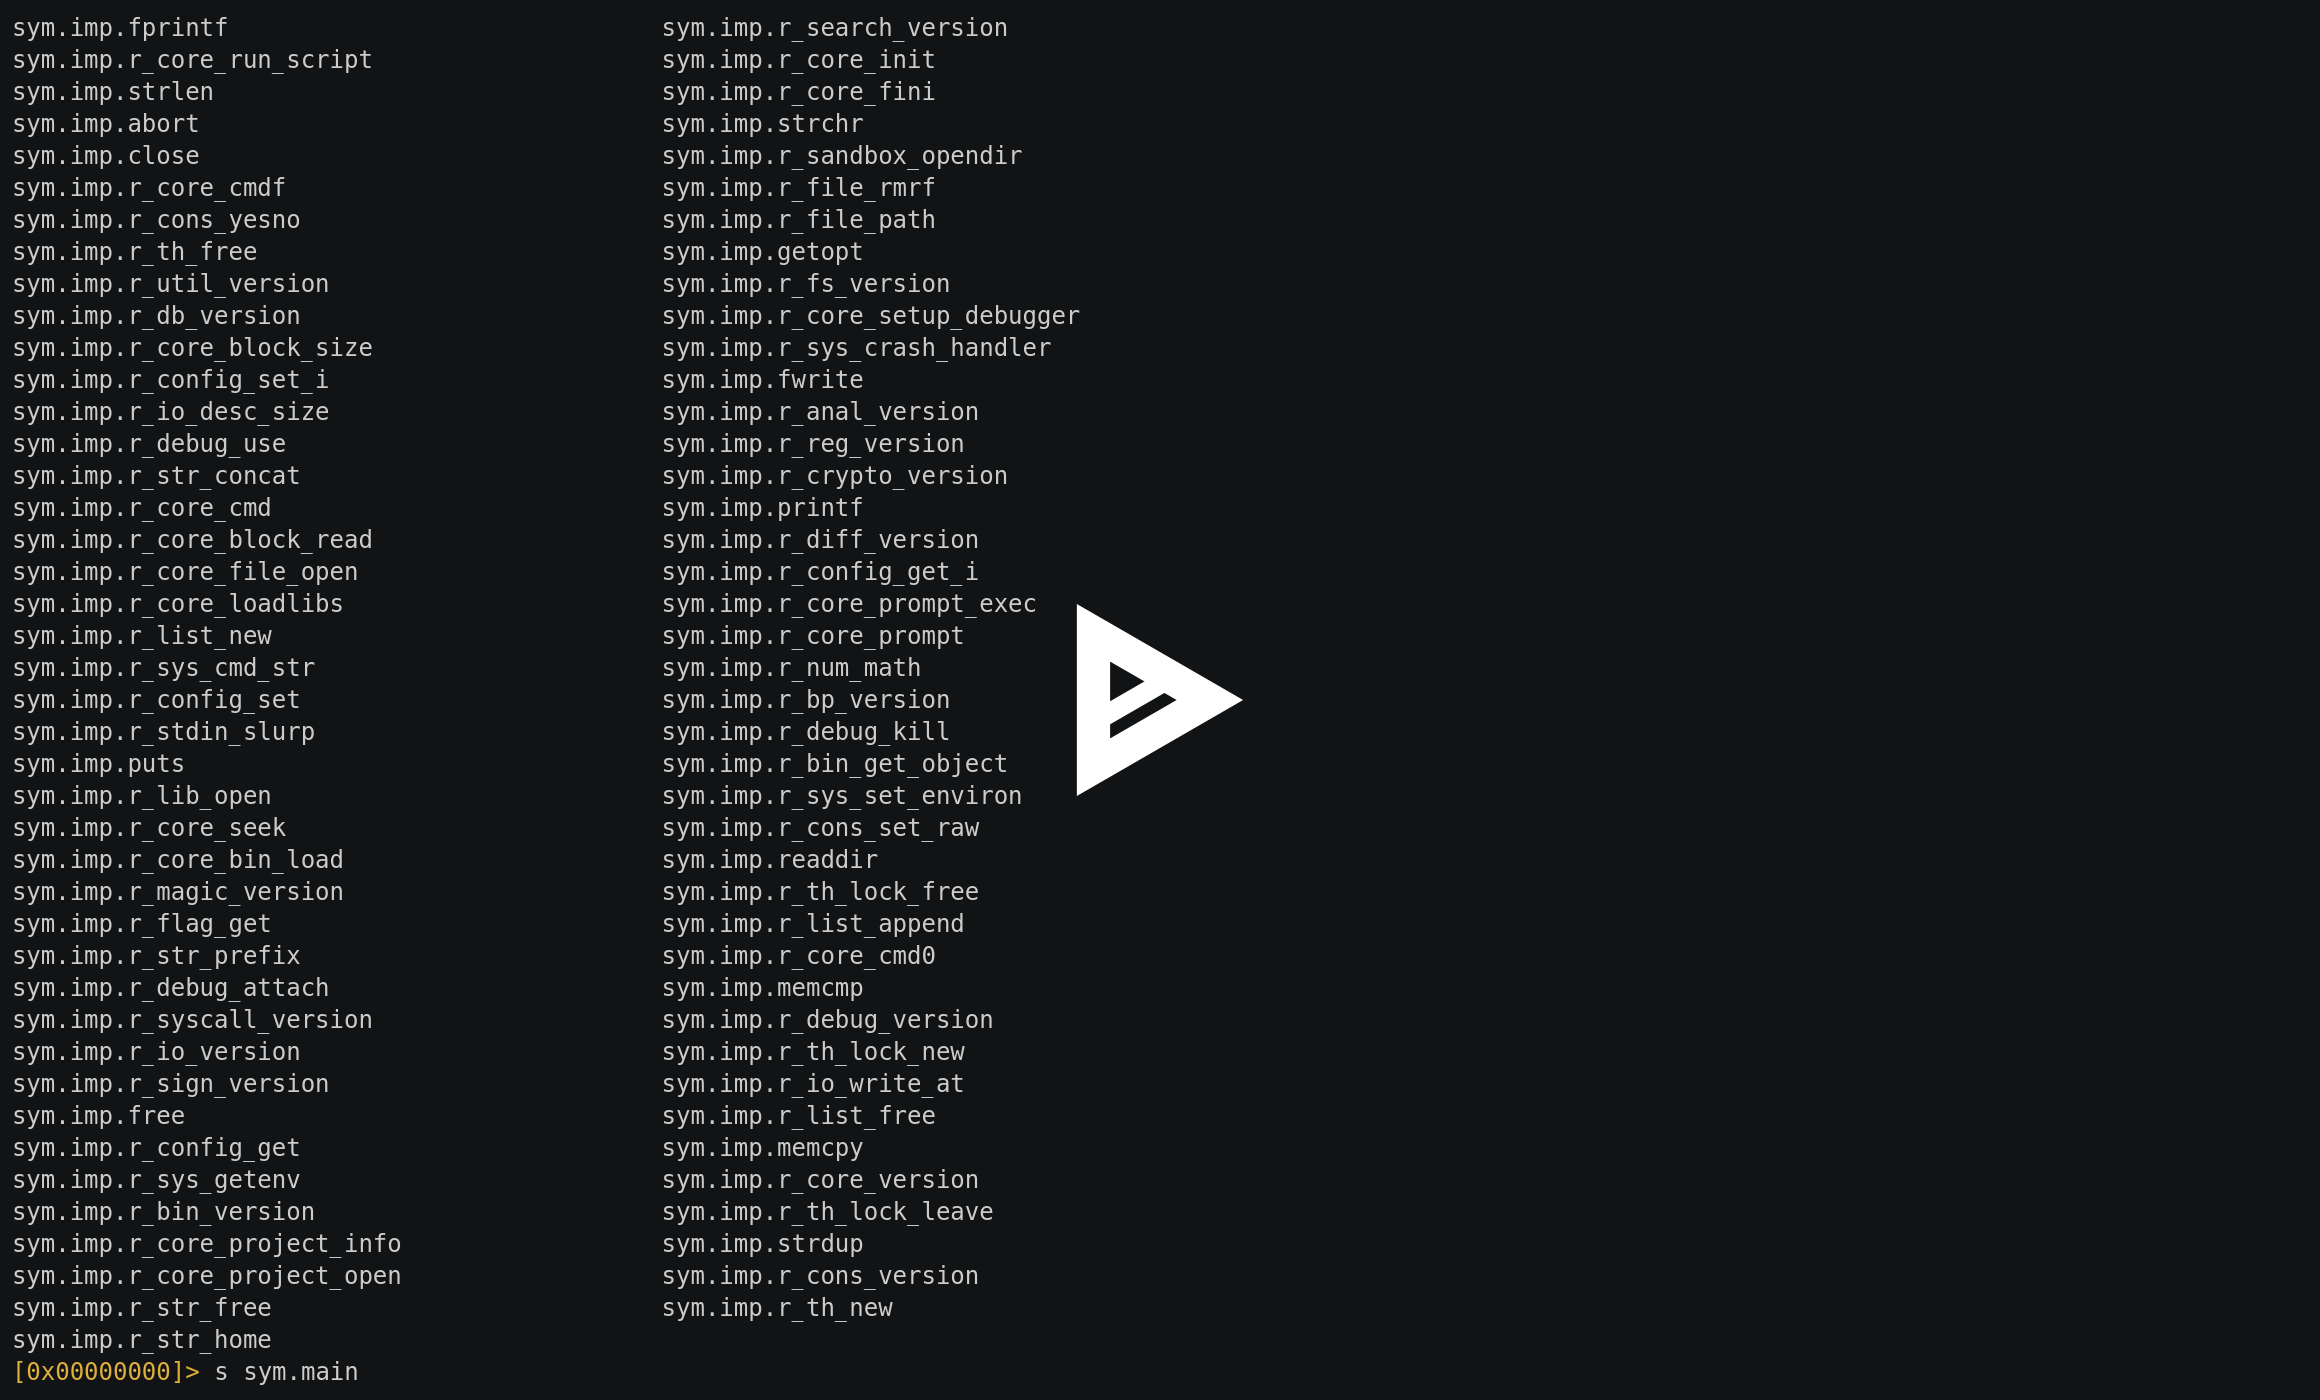 sym.imp.fprintf sym.imp.r_search_version
sym.imp.r_core_run_script sym.imp.r_core_init
sym.imp.strlen sym.imp.r_core_fini
sym.imp.abort sym.imp.strchr
sym.imp.close sym.imp.r_sandbox_opendir
sym.imp.r_core_cmdf sym.imp.r_file_rmrf
sym.imp.r_cons_yesno sym.imp.r_file_path
sym.imp.r_th_free sym.imp.getopt
sym.imp.r_util_version sym.imp.r_fs_version
sym.imp.r_db_version sym.imp.r_core_setup_debugger
sym.imp.r_core_block_size sym.imp.r_sys_crash_handler
sym.imp.r_config_set_i sym.imp.fwrite
sym.imp.r_io_desc_size sym.imp.r_anal_version
sym.imp.r_debug_use sym.imp.r_reg_version
sym.imp.r_str_concat sym.imp.r_crypto_version
sym.imp.r_core_cmd sym.imp.printf
sym.imp.r_core_block_read sym.imp.r_diff_version
sym.imp.r_core_file_open sym.imp.r_config_get_i
sym.imp.r_core_loadlibs sym.imp.r_core_prompt_exec
sym.imp.r_list_new sym.imp.r_core_prompt
sym.imp.r_sys_cmd_str sym.imp.r_num_math
sym.imp.r_config_set sym.imp.r_bp_version
sym.imp.r_stdin_slurp sym.imp.r_debug_kill
sym.imp.puts sym.imp.r_bin_get_object
sym.imp.r_lib_open sym.imp.r_sys_set_environ
sym.imp.r_core_seek sym.imp.r_cons_set_raw
sym.imp.r_core_bin_load sym.imp.readdir
sym.imp.r_magic_version sym.imp.r_th_lock_free
sym.imp.r_flag_get sym.imp.r_list_append
sym.imp.r_str_prefix sym.imp.r_core_cmd0
sym.imp.r_debug_attach sym.imp.memcmp
sym.imp.r_syscall_version sym.imp.r_debug_version
sym.imp.r_io_version sym.imp.r_th_lock_new
sym.imp.r_sign_version sym.imp.r_io_write_at
sym.imp.free sym.imp.r_list_free
sym.imp.r_config_get sym.imp.memcpy
sym.imp.r_sys_getenv sym.imp.r_core_version
sym.imp.r_bin_version sym.imp.r_th_lock_leave
sym.imp.r_core_project_info sym.imp.strdup
sym.imp.r_core_project_open sym.imp.r_cons_version
sym.imp.r_str_free sym.imp.r_th_new
sym.imp.r_str_home
[0x00000000]> s sym.main